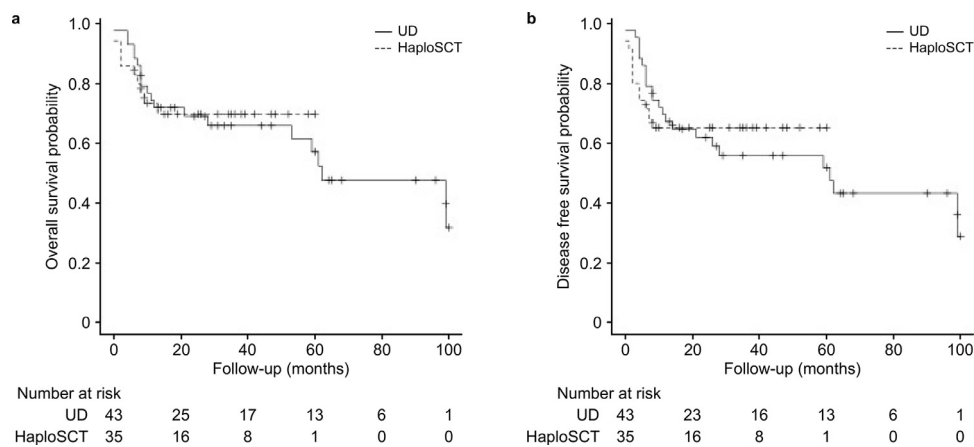 a
1.0
0.8
0.6
0.4
0.2
0
Overall survival probability
UD
HaploSCT
0 20 40 60 80 100
Follow-up (months)
Number at risk
UD 43 25 17 13 6 1
HaploSCT 35 16 8 1 0 0
b
1.0
0.8
0.6
0.4
0.2
0
Disease free survival probability
UD
HaploSCT
0 20 40 60 80 100
Follow-up (months)
Number at risk
UD 43 23 16 13 6 1
HaploSCT 35 16 8 1 0 0